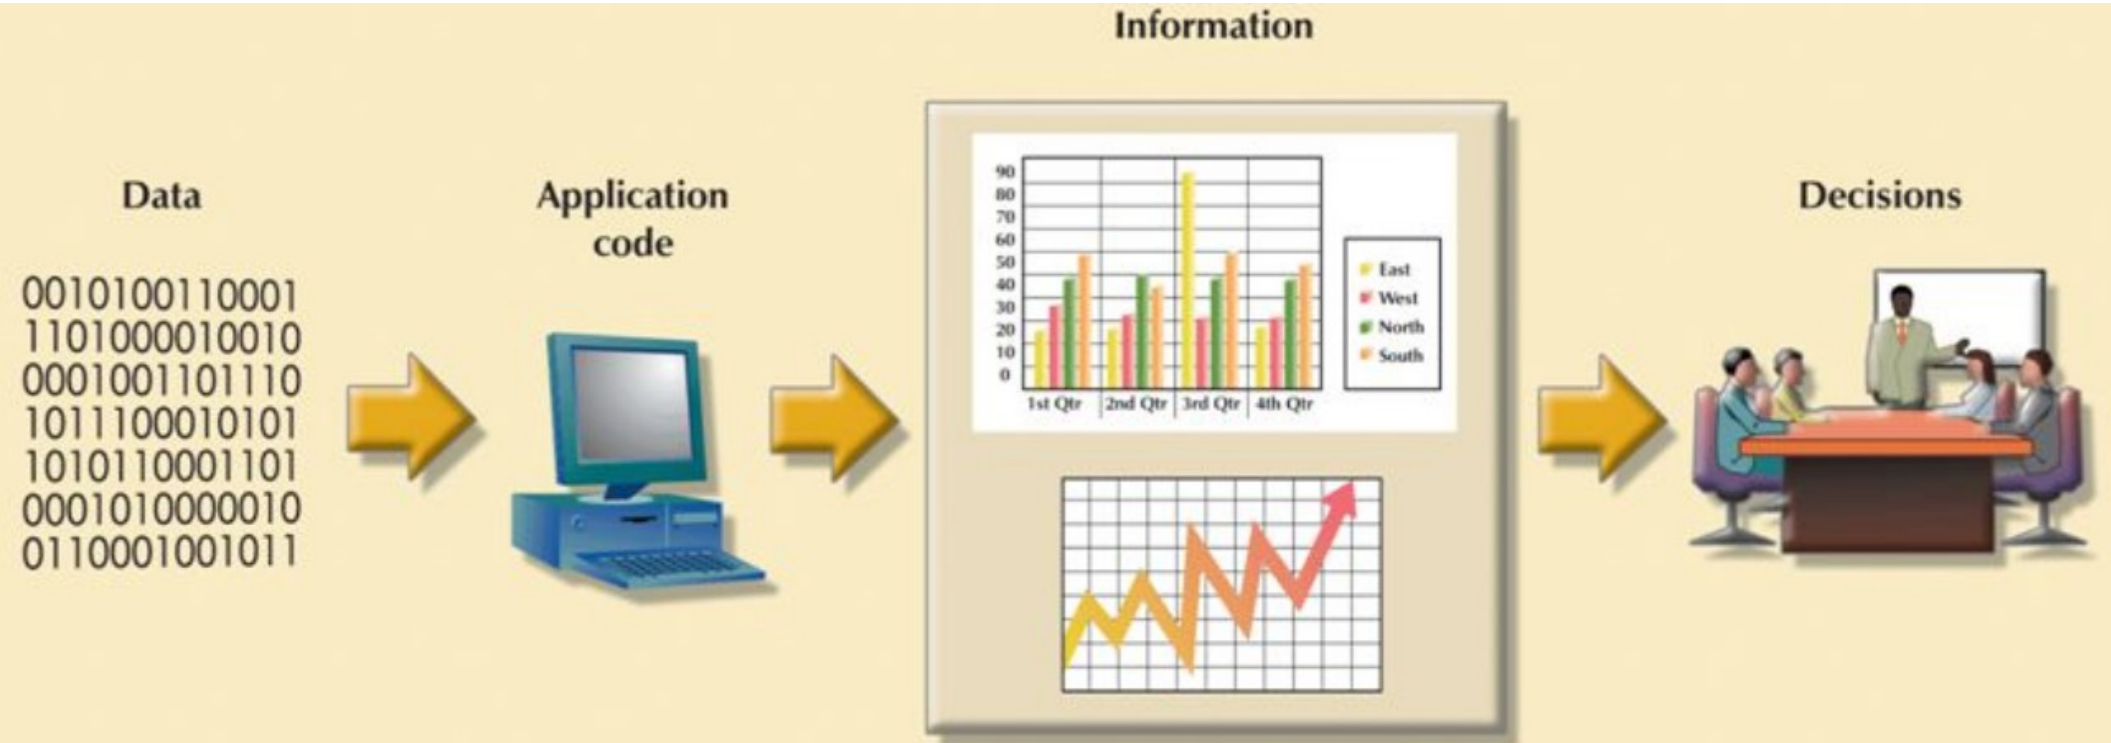 Data
0010100110001
1101000010010
0001001101110
1011100010101
1010110001101
0001010000010
0110001001011
Application
code
Information
90
80
70
60
50
40
30
20
10
0
1st Qtr
2nd Qtr
3rd Qtr
4th Qtr
East
West
North
South
Decisions